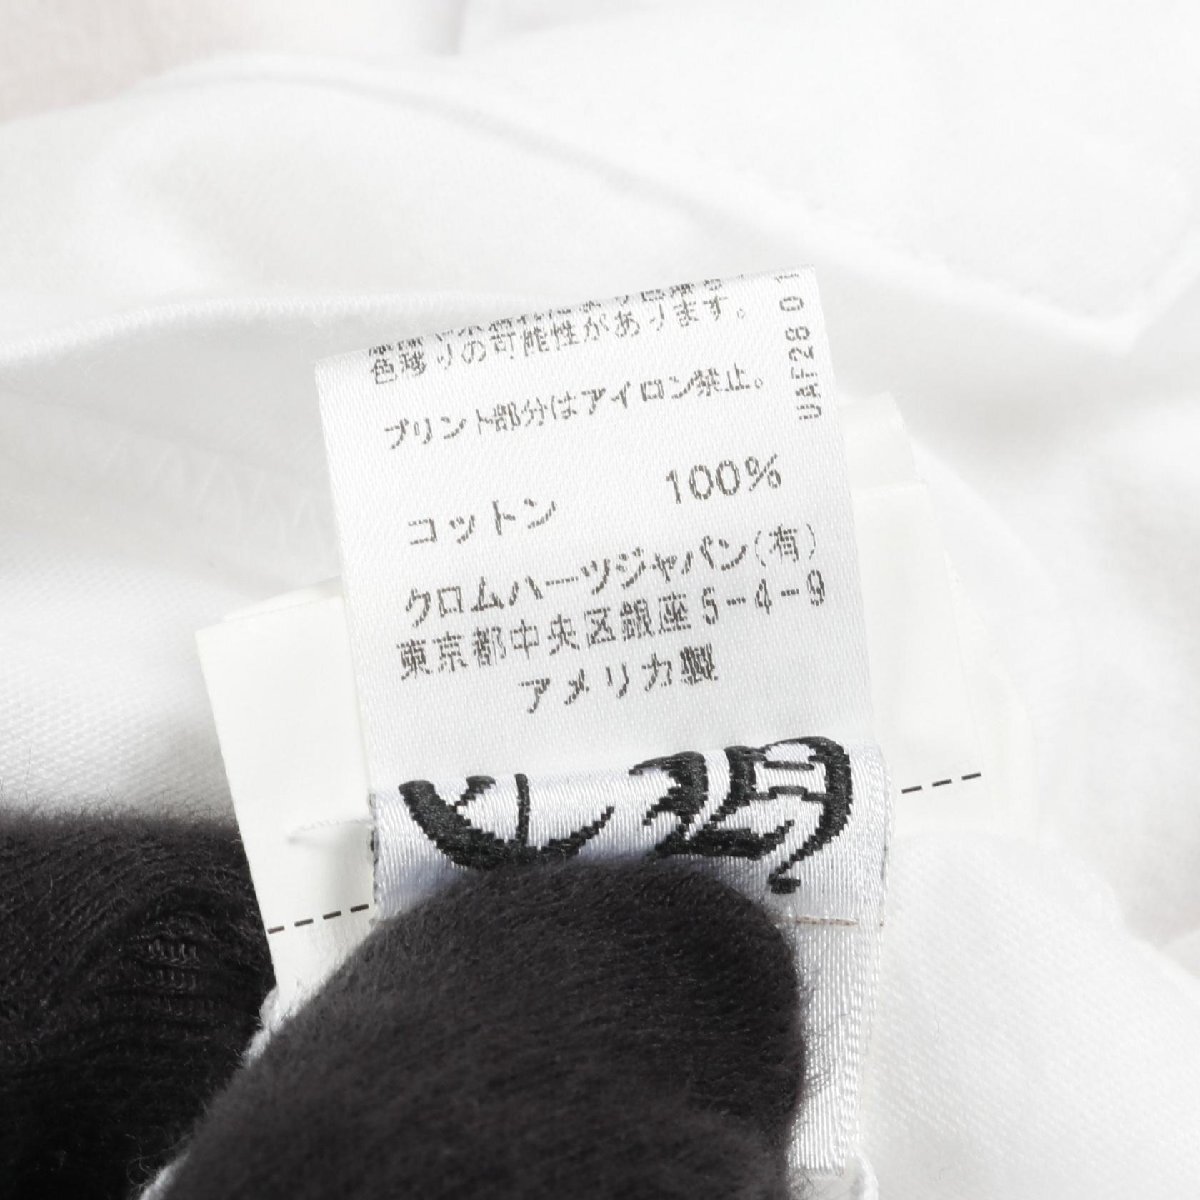 色移りの可能性があります。
プリント部分はアイロン禁止。
コットン 100%
クロムハーツジャパン(有)
東京都中央区銀座5-4-9
アメリカ製
UAF28 0